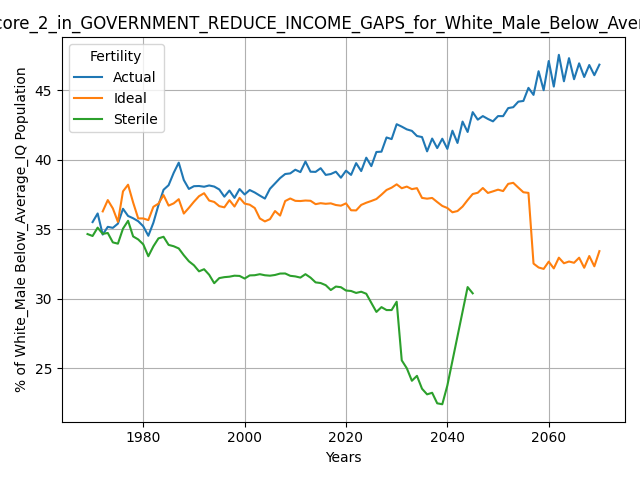 core_2_in_GOVERNMENT_REDUCE_INCOME_GAPS_for_White_Male_Below_Aver
Fertility
Actual
Ideal
Sterile
% of White_Male Below_Average_IQ Population
45
40
35
30
25
1980
2000
2020
2040
2060
Years